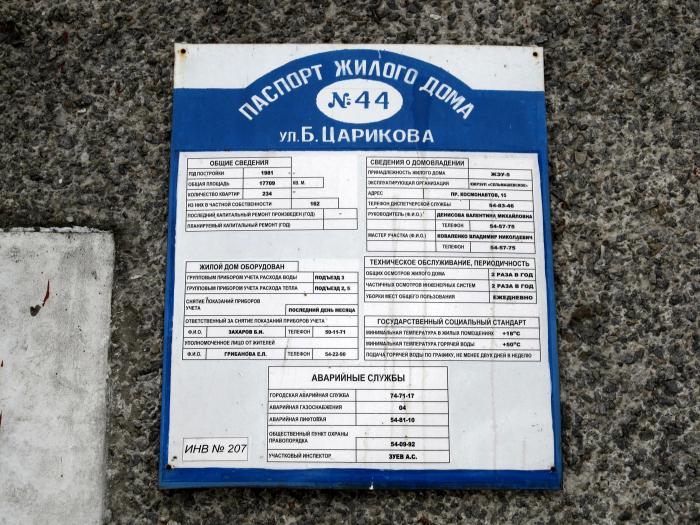 ПАСПОРТ ЖИЛОГО ДОМА
№44
УЛ. Б. ЦАРИКОВА
ОБЩИЕ СВЕДЕНИЯ
ГОД ПОСТРОЙКИ 1981 -
ОБЩАЯ ПЛОЩАДЬ 17709 КВ. М.
КОЛИЧЕСТВО КВАРТИР 234
ИЗ НИХ В ЧАСТНОЙ СОБСТВЕННОСТИ 162
ПОСЛЕДНИЙ КАПИТАЛЬНЫЙ РЕМОНТ ПРОИЗВЕДЕН (ГОД) -
ПЛАНИРУЕМЫЙ КАПИТАЛЬНЫЙ РЕМОНТ (ГОД)
ЖИЛОЙ ДОМ ОБОРУДОВАН
ГРУППОВЫМ ПРИБОРОМ УЧЕТА РАСХОДА ВОДЫ ПОДЪЕЗД 3
ГРУППОВЫМ ПРИБОРОМ УЧЕТА РАСХОДА ТЕПЛА ПОДЪЕЗД 2, 5
СНЯТИЕ ПОКАЗАНИЙ ПРИБОРОВ
УЧЕТА ПОСЛЕДНИЙ ДЕНЬ МЕСЯЦА
ОТВЕТСТВЕННЫЙ ЗА СНЯТИЕ ПОКАЗАНИЙ ПРИБОРОВ УЧЕТА
Ф.И.О. ЗАХАРОВ Б.И. ТЕЛЕФОН 50-11-71
УПОЛНОМОЧЕННОЕ ЛИЦО ОТ ЖИТЕЛЕЙ
Ф.И.О. ГРИБАНОВА Е.Л. ТЕЛЕФОН 54-22-90
СВЕДЕНИЯ О ДОМОВЛАДЕНИИ
ПРИНАДЛЕЖНОСТЬ ЖИЛОГО ДОМА ЖЭУ-5
ЭКСПЛУАТИРУЮЩАЯ ОРГАНИЗАЦИЯ КЖРЭУП «СЕЛЬМАШЕВСКОЕ»
АДРЕС ПР. КОСМОНАВТОВ, 15
ТЕЛЕФОН ДИСПЕТЧЕРСКОЙ СЛУЖБЫ 54-83-46
РУКОВОДИТЕЛЬ (Ф.И.О.) ДЕНИСОВА ВАЛЕНТИНА МИХАЙЛОВНА
ТЕЛЕФОН 54-57-75
МАСТЕР УЧАСТКА (Ф.И.О.) КОВАЛЕНКО ВЛАДИМИР НИКОЛАЕВИЧ
ТЕЛЕФОН 54-57-75
ТЕХНИЧЕСКОЕ ОБСЛУЖИВАНИЕ, ПЕРИОДИЧНОСТЬ
ОБЩИХ ОСМОТРОВ ЖИЛОГО ДОМА 2 РАЗА В ГОД
ЧАСТИЧНЫХ ОСМОТРОВ ИНЖЕНЕРНЫХ СИСТЕМ 2 РАЗА В ГОД
УБОРКИ МЕСТ ОБЩЕГО ПОЛЬЗОВАНИЯ ЕЖЕДНЕВНО
ГОСУДАРСТВЕННЫЙ СОЦИАЛЬНЫЙ СТАНДАРТ
МИНИМАЛЬНАЯ ТЕМПЕРАТУРА В ЖИЛЫХ ПОМЕЩЕНИЯХ +18°С
МИНИМАЛЬНАЯ ТЕМПЕРАТУРА ГОРЯЧЕЙ ВОДЫ +50°С
ПОДАЧА ГОРЯЧЕЙ ВОДЫ ПО ГРАФИКУ, НЕ МЕНЕЕ ДВУХ ДНЕЙ В НЕДЕЛЮ
АВАРИЙНЫЕ СЛУЖБЫ
ГОРОДСКАЯ АВАРИЙНАЯ СЛУЖБА 74-71-17
АВАРИЙНАЯ ГАЗОСНАБЖЕНИЯ 04
АВАРИЙНАЯ ЛИФТОВАЯ 54-81-10
ОБЩЕСТВЕННЫЙ ПУНКТ ОХРАНЫ
ПРАВОПОРЯДКА 54-09-92
УЧАСТКОВЫЙ ИНСПЕКТОР ЗУЕВ А.С.
ИНВ № 207